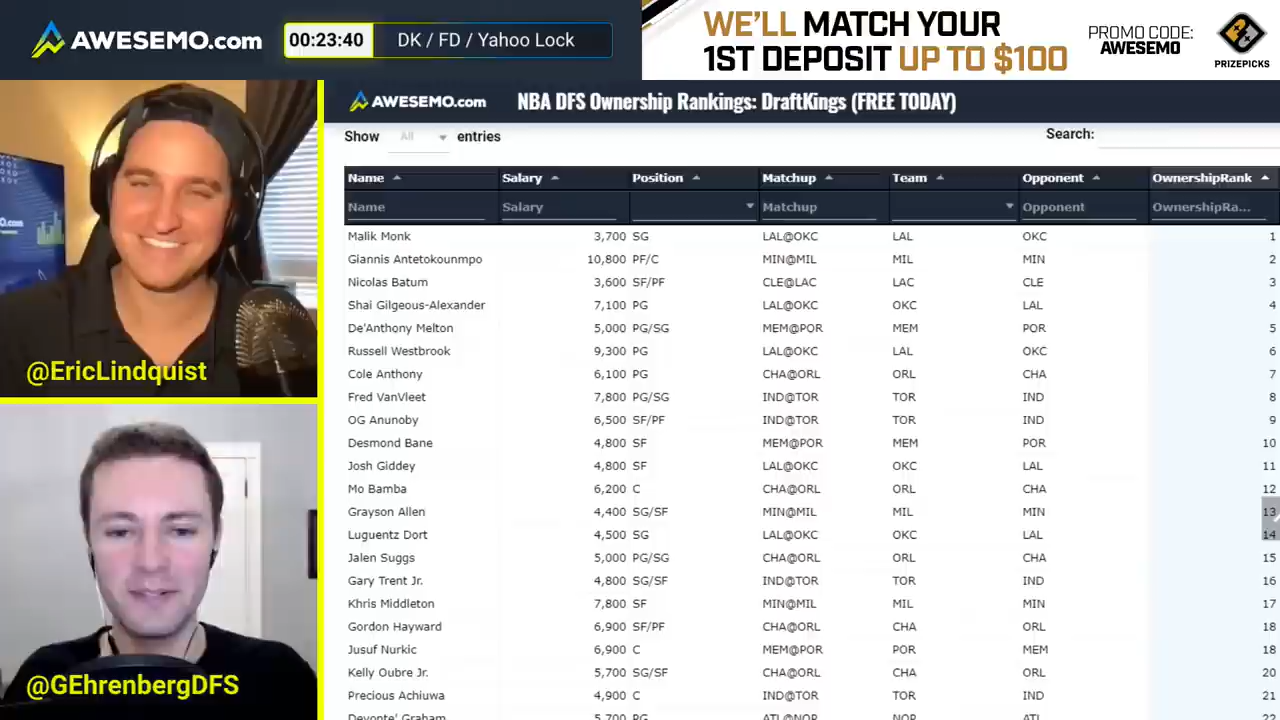 AWESEMO.com
00:23:40 DK / FD / Yahoo Lock
WE'LL MATCH YOUR
1ST DEPOSIT UP TO $100
PROMO CODE:
AWESEMO
PRIZEPICKS
AWESEMO.com NBA DFS Ownership Rankings: DraftKings (FREE TODAY)
Show All entries
Search:
Name Salary Position Matchup Team Opponent OwnershipRank
Name Salary Matchup Opponent OwnershipRa...
Malik Monk 3,700 SG LAL@OKC LAL OKC 1
Giannis Antetokounmpo 10,800 PF/C MIN@MIL MIL MIN 2
Nicolas Batum 3,600 SF/PF CLE@LAC LAC CLE 3
Shai Gilgeous-Alexander 7,100 PG LAL@OKC OKC LAL 4
De'Anthony Melton 5,000 PG/SG MEM@POR MEM POR 5
Russell Westbrook 9,300 PG LAL@OKC LAL OKC 6
Cole Anthony 6,100 PG CHA@ORL ORL CHA 7
Fred VanVleet 7,800 PG/SG IND@TOR TOR IND 8
OG Anunoby 6,500 SF/PF IND@TOR TOR IND 9
Desmond Bane 4,800 SF MEM@POR MEM POR 10
Josh Giddey 4,800 SF LAL@OKC OKC LAL 11
Mo Bamba 6,200 C CHA@ORL ORL CHA 12
Grayson Allen 4,400 SG/SF MIN@MIL MIL MIN 13
Luguentz Dort 4,500 SG LAL@OKC OKC LAL 14
Jalen Suggs 5,000 PG/SG CHA@ORL ORL CHA 15
Gary Trent Jr. 4,800 SG/SF IND@TOR TOR IND 16
Khris Middleton 7,800 SF MIN@MIL MIL MIN 17
Gordon Hayward 6,900 SF/PF CHA@ORL CHA ORL 18
Jusuf Nurkic 6,900 C MEM@POR POR MEM 18
Kelly Oubre Jr. 5,700 SG/SF CHA@ORL CHA ORL 20
Precious Achiuwa 4,900 C IND@TOR TOR IND 21
Devonte' Graham 5,700 PG ATL@NOP NOP ATL 22
@EricLindquist
@GEhrenbergDFS